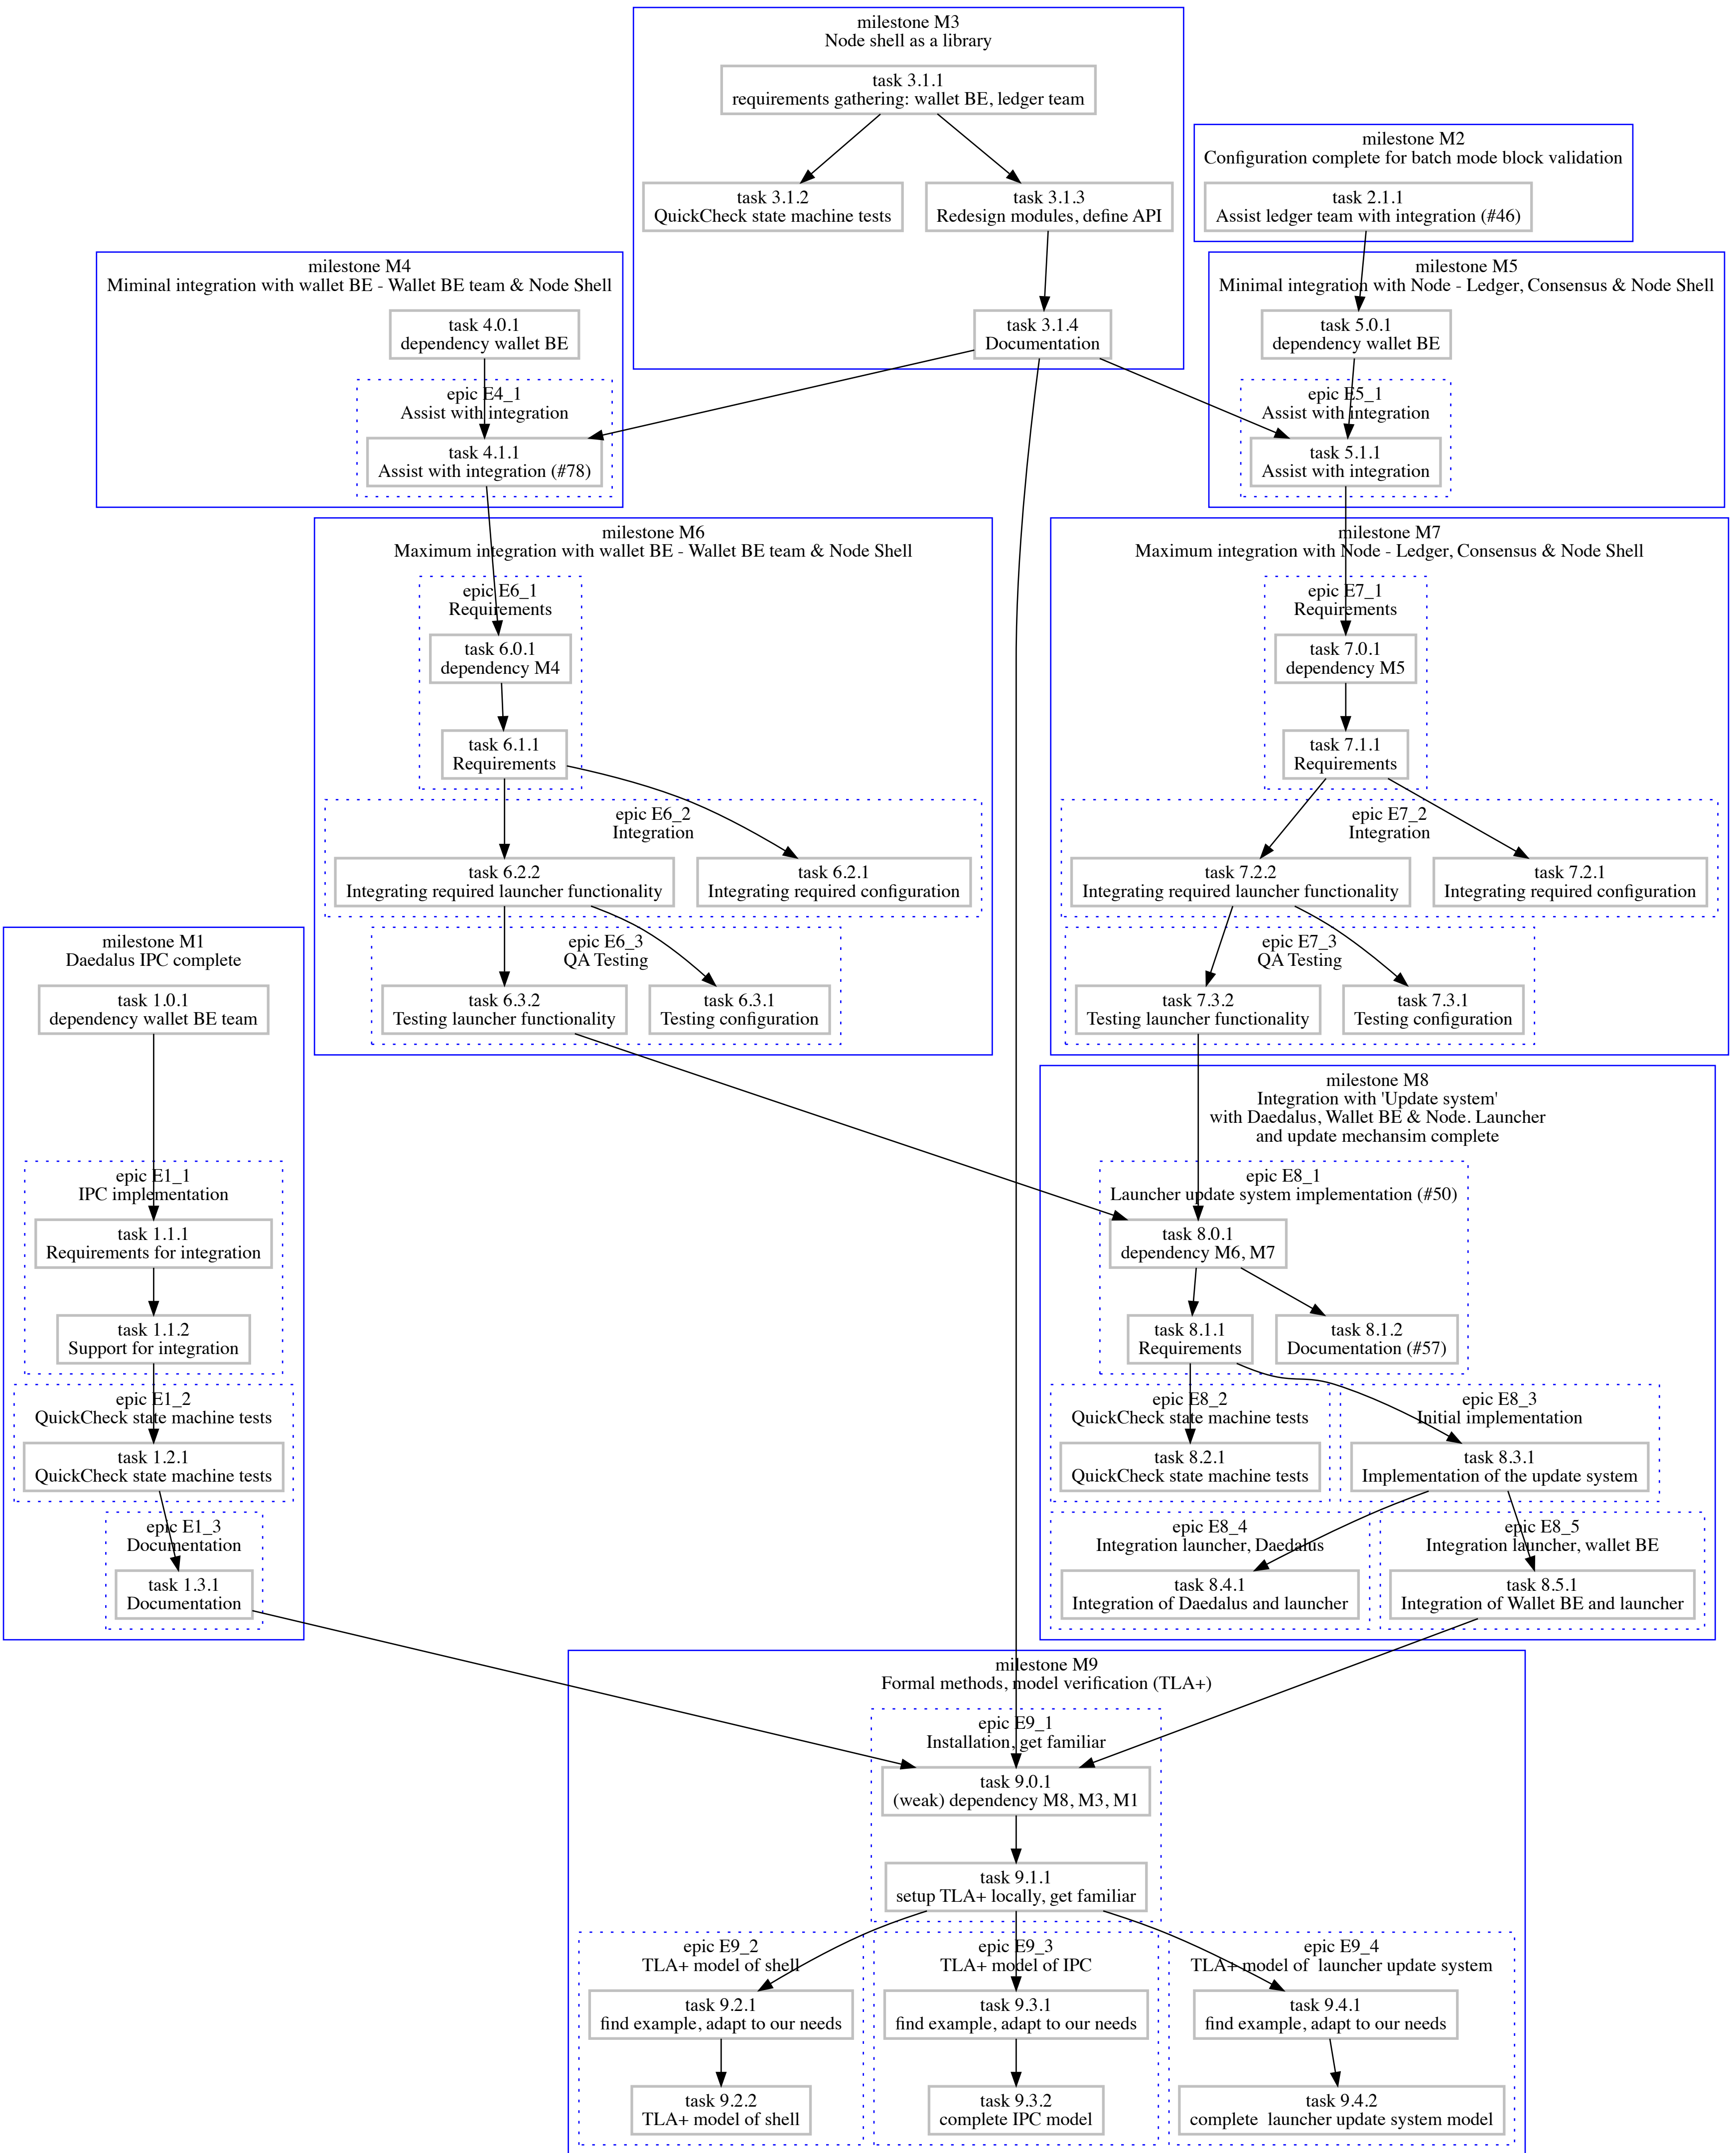 milestone M3
Node shell as a library
task 3.1.1
requirements gathering: wallet BE, ledger team
task 3.1.2
QuickCheck state machine tests
task 3.1.3
Redesign modules, define API
task 3.1.4
Documentation
milestone M2
Configuration complete for batch mode block validation
task 2.1.1
Assist ledger team with integration (#46)
milestone M4
Miminal integration with wallet BE - Wallet BE team & Node Shell
task 4.0.1
dependency wallet BE
epic E4_1
Assist with integration
task 4.1.1
Assist with integration (#78)
milestone M5
Minimal integration with Node - Ledger, Consensus & Node Shell
task 5.0.1
dependency wallet BE
epic E5_1
Assist with integration
task 5.1.1
Assist with integration
milestone M6
Maximum integration with wallet BE - Wallet BE team & Node Shell
epic E6_1
Requirements
task 6.0.1
dependency M4
task 6.1.1
Requirements
epic E6_2
Integration
task 6.2.2
Integrating required launcher functionality
task 6.2.1
Integrating required configuration
epic E6_3
QA Testing
task 6.3.2
Testing launcher functionality
task 6.3.1
Testing configuration
milestone M7
Maximum integration with Node - Ledger, Consensus & Node Shell
epic E7_1
Requirements
task 7.0.1
dependency M5
task 7.1.1
Requirements
epic E7_2
Integration
task 7.2.2
Integrating required launcher functionality
task 7.2.1
Integrating required configuration
epic E7_3
QA Testing
task 7.3.2
Testing launcher functionality
task 7.3.1
Testing configuration
milestone M1
Daedalus IPC complete
task 1.0.1
dependency wallet BE team
epic E1_1
IPC implementation
task 1.1.1
Requirements for integration
task 1.1.2
Support for integration
epic E1_2
QuickCheck state machine tests
task 1.2.1
QuickCheck state machine tests
epic E1_3
Documentation
task 1.3.1
Documentation
milestone M8
Integration with 'Update system'
with Daedalus, Wallet BE & Node. Launcher
and update mechansim complete
epic E8_1
Launcher update system implementation (#50)
task 8.0.1
dependency M6, M7
task 8.1.1
Requirements
task 8.1.2
Documentation (#57)
epic E8_2
QuickCheck state machine tests
task 8.2.1
QuickCheck state machine tests
epic E8_3
Initial implementation
task 8.3.1
Implementation of the update system
epic E8_4
Integration launcher, Daedalus
task 8.4.1
Integration of Daedalus and launcher
epic E8_5
Integration launcher, wallet BE
task 8.5.1
Integration of Wallet BE and launcher
milestone M9
Formal methods, model verification (TLA+)
epic E9_1
Installation, get familiar
task 9.0.1
(weak) dependency M8, M3, M1
task 9.1.1
setup TLA+ locally, get familiar
epic E9_2
TLA+ model of shell
task 9.2.1
find example, adapt to our needs
task 9.2.2
TLA+ model of shell
epic E9_3
TLA+ model of IPC
task 9.3.1
find example, adapt to our needs
task 9.3.2
complete IPC model
epic E9_4
TLA+ model of  launcher update system
task 9.4.1
find example, adapt to our needs
task 9.4.2
complete  launcher update system model